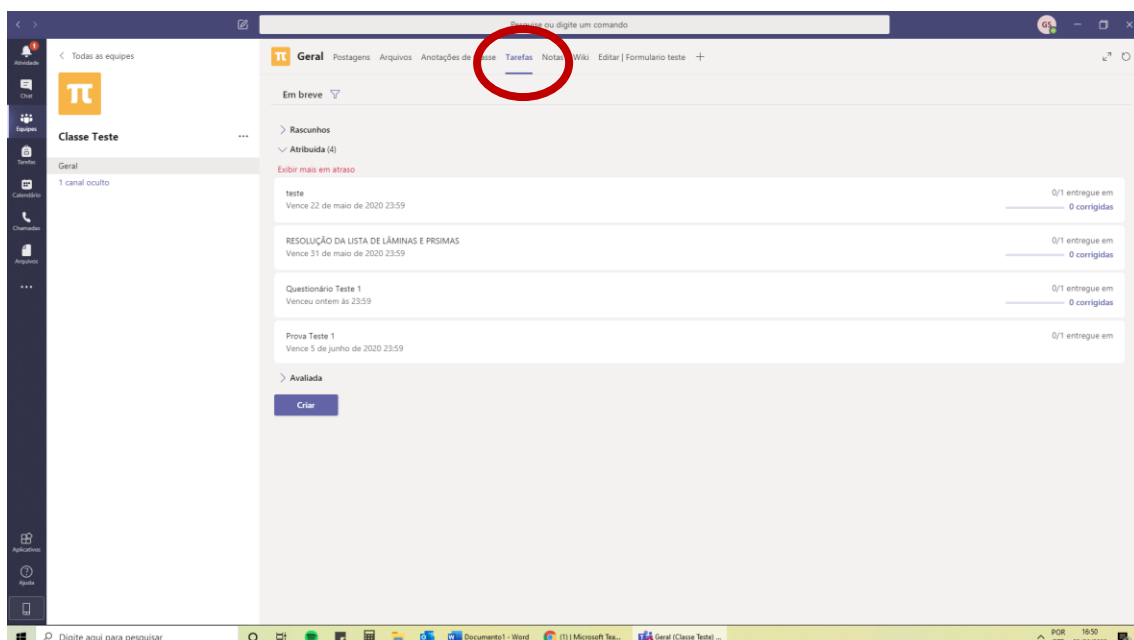 Pesquise ou digite um comando
GS
1
Atividade
Chat
Equipes
Tarefas
Calendário
Chamadas
Arquivos
Aplicativos
Ajuda
Todas as equipes
π
Classe Teste
Geral
1 canal oculto
π Geral Postagens Arquivos Anotações de Tarefas Notas Wiki Editar | Formulario teste +
Em breve
Rascunhos
Atribuída (4)
Exibir mais em atraso
teste
Vence 22 de maio de 2020 23:59
0/1 entregue em
0 corrigidas
RESOLUÇÃO DA LISTA DE LÂMINAS E PRSIMAS
Vence 31 de maio de 2020 23:59
0/1 entregue em
0 corrigidas
Questionário Teste 1
Venceu ontem às 23:59
0/1 entregue em
0 corrigidas
Prova Teste 1
Vence 5 de junho de 2020 23:59
0/1 entregue em
Avaliada
Criar
Digite aqui para pesquisar
Documento1 - Word
(1) | Microsoft Tea...
Geral (Classe Teste) ...
POR
16:50